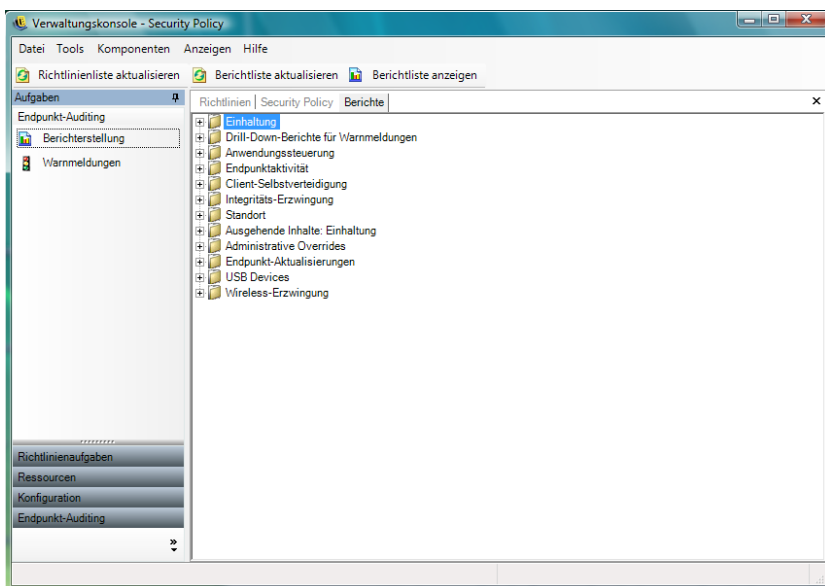 Verwaltungskonsole - Security Policy
Datei Tools Komponenten Anzeigen Hilfe
Richtlinienliste aktualisieren Berichtliste aktualisieren Berichtliste anzeigen
Aufgaben
Endpunkt-Auditing
Berichterstellung
Warnmeldungen
Richtlinienaufgaben
Ressourcen
Konfiguration
Endpunkt-Auditing
Richtlinien Security Policy Berichte
Einhaltung
Drill-Down-Berichte für Warnmeldungen
Anwendungssteuerung
Endpunktaktivität
Client-Selbstverteidigung
Integritäts-Erzwingung
Standort
Ausgehende Inhalte: Einhaltung
Administrative Overrides
Endpunkt-Aktualisierungen
USB Devices
Wireless-Erzwingung